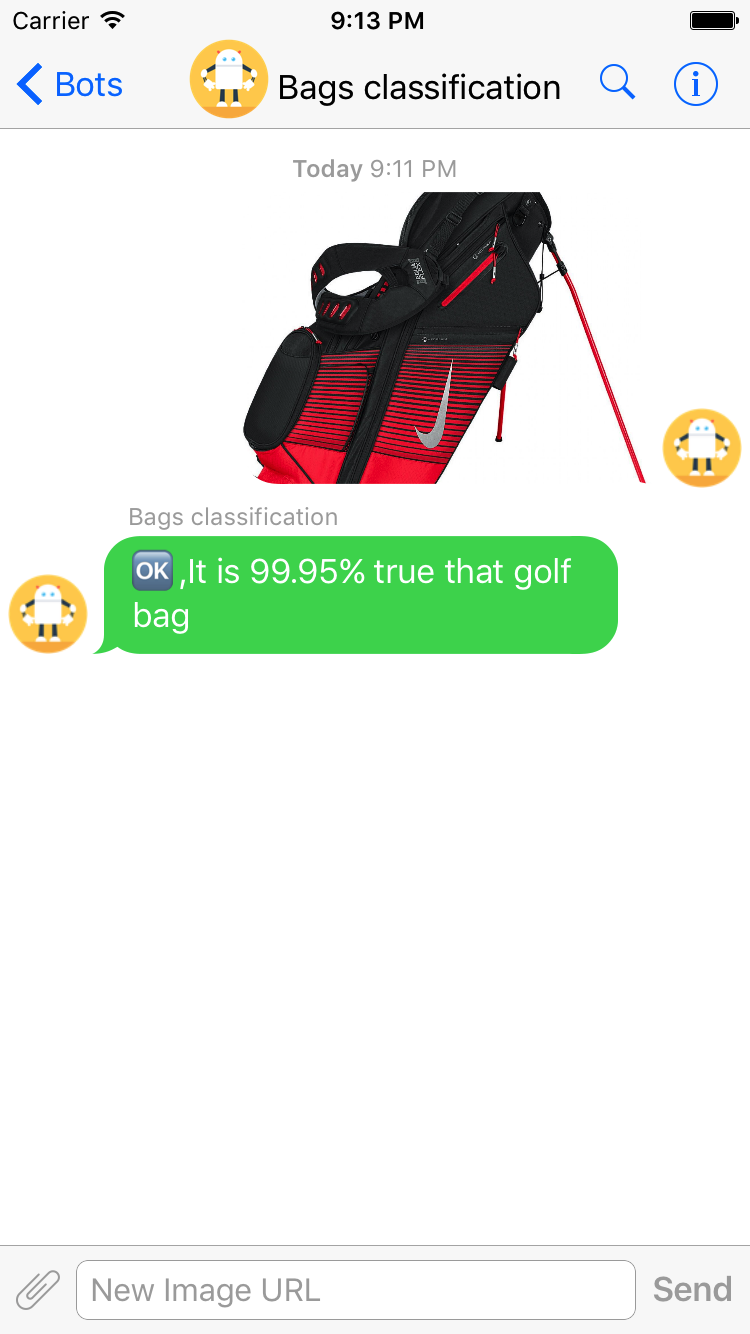 Carrier 9:13 PM
Bots Bags classification i
Today 9:11 PM
Bags classification
🆗,It is 99.95% true that golf
bag
New Image URL Send